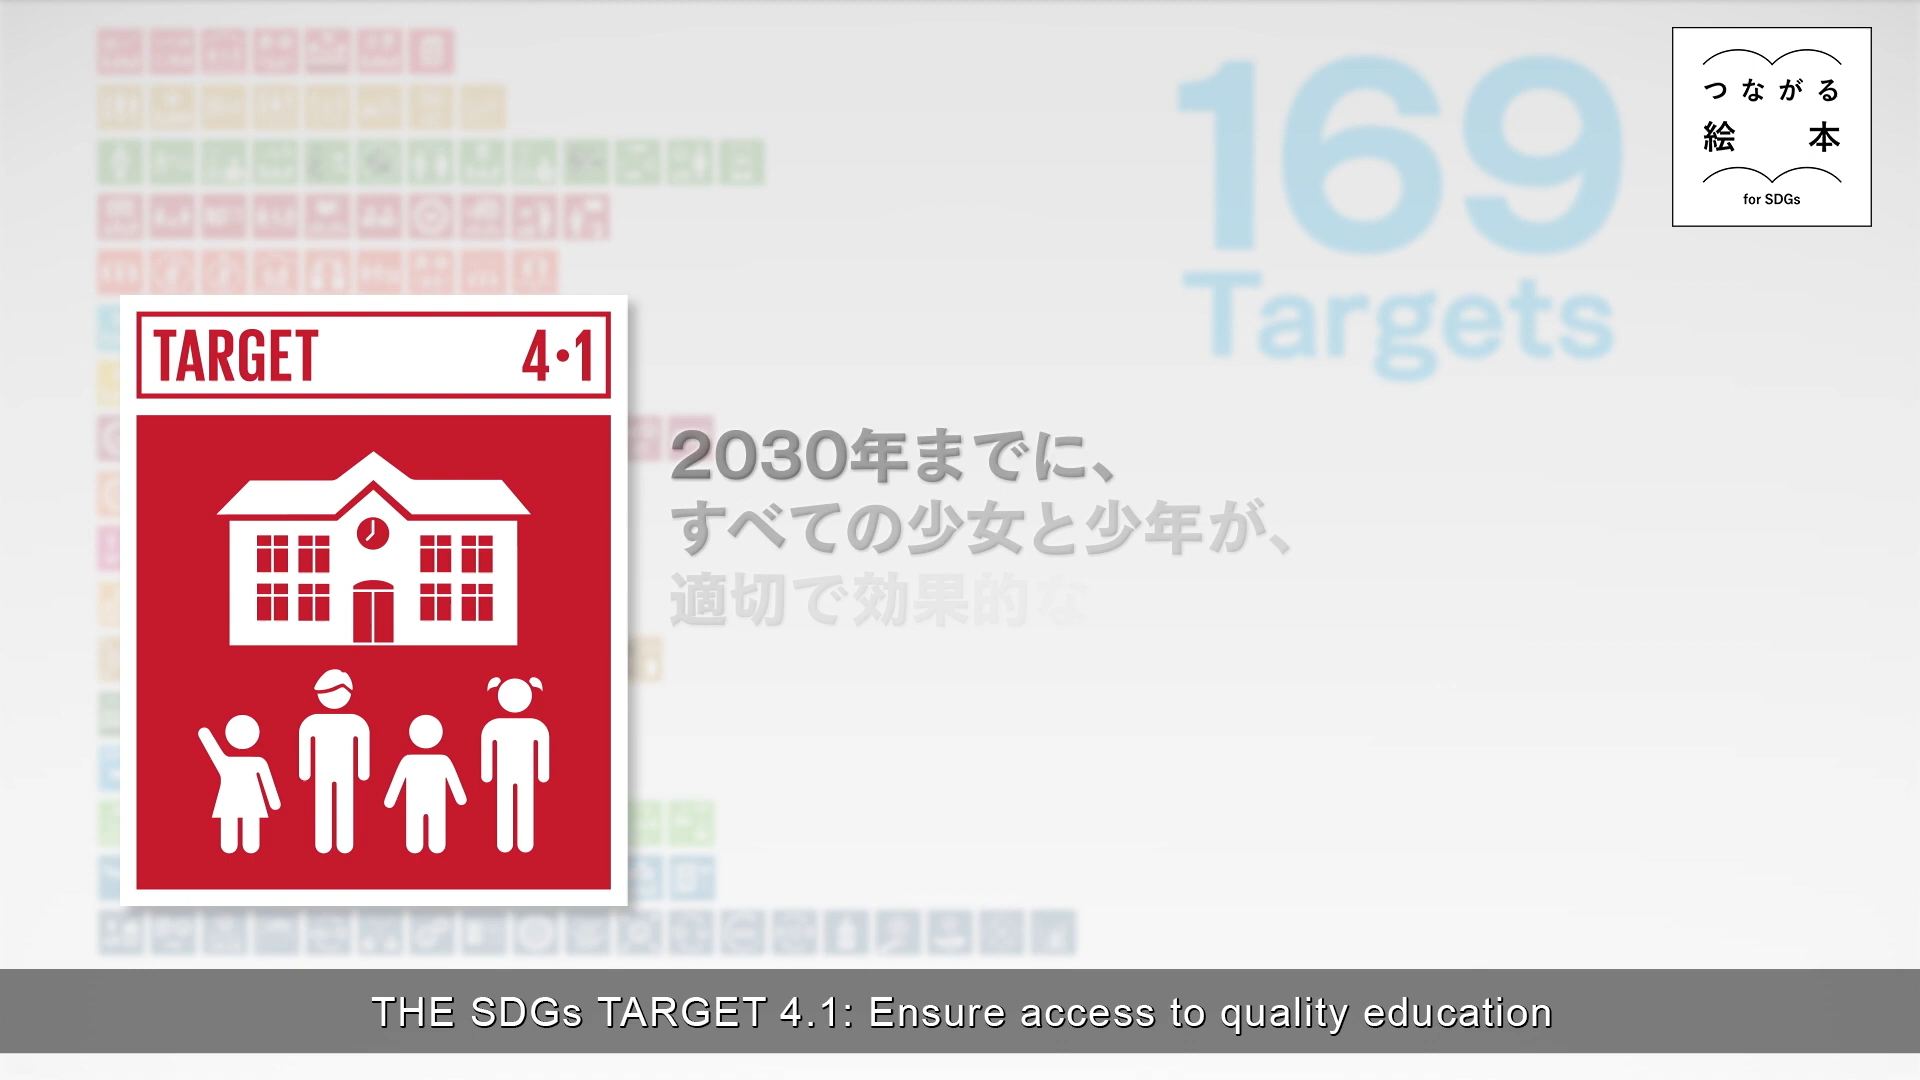 169
Targets
つながる
絵本
for SDGs
TARGET 4・1
2030年までに、
すべての少女と少年が、
適切で効果的な
THE SDGs TARGET 4.1: Ensure access to quality education